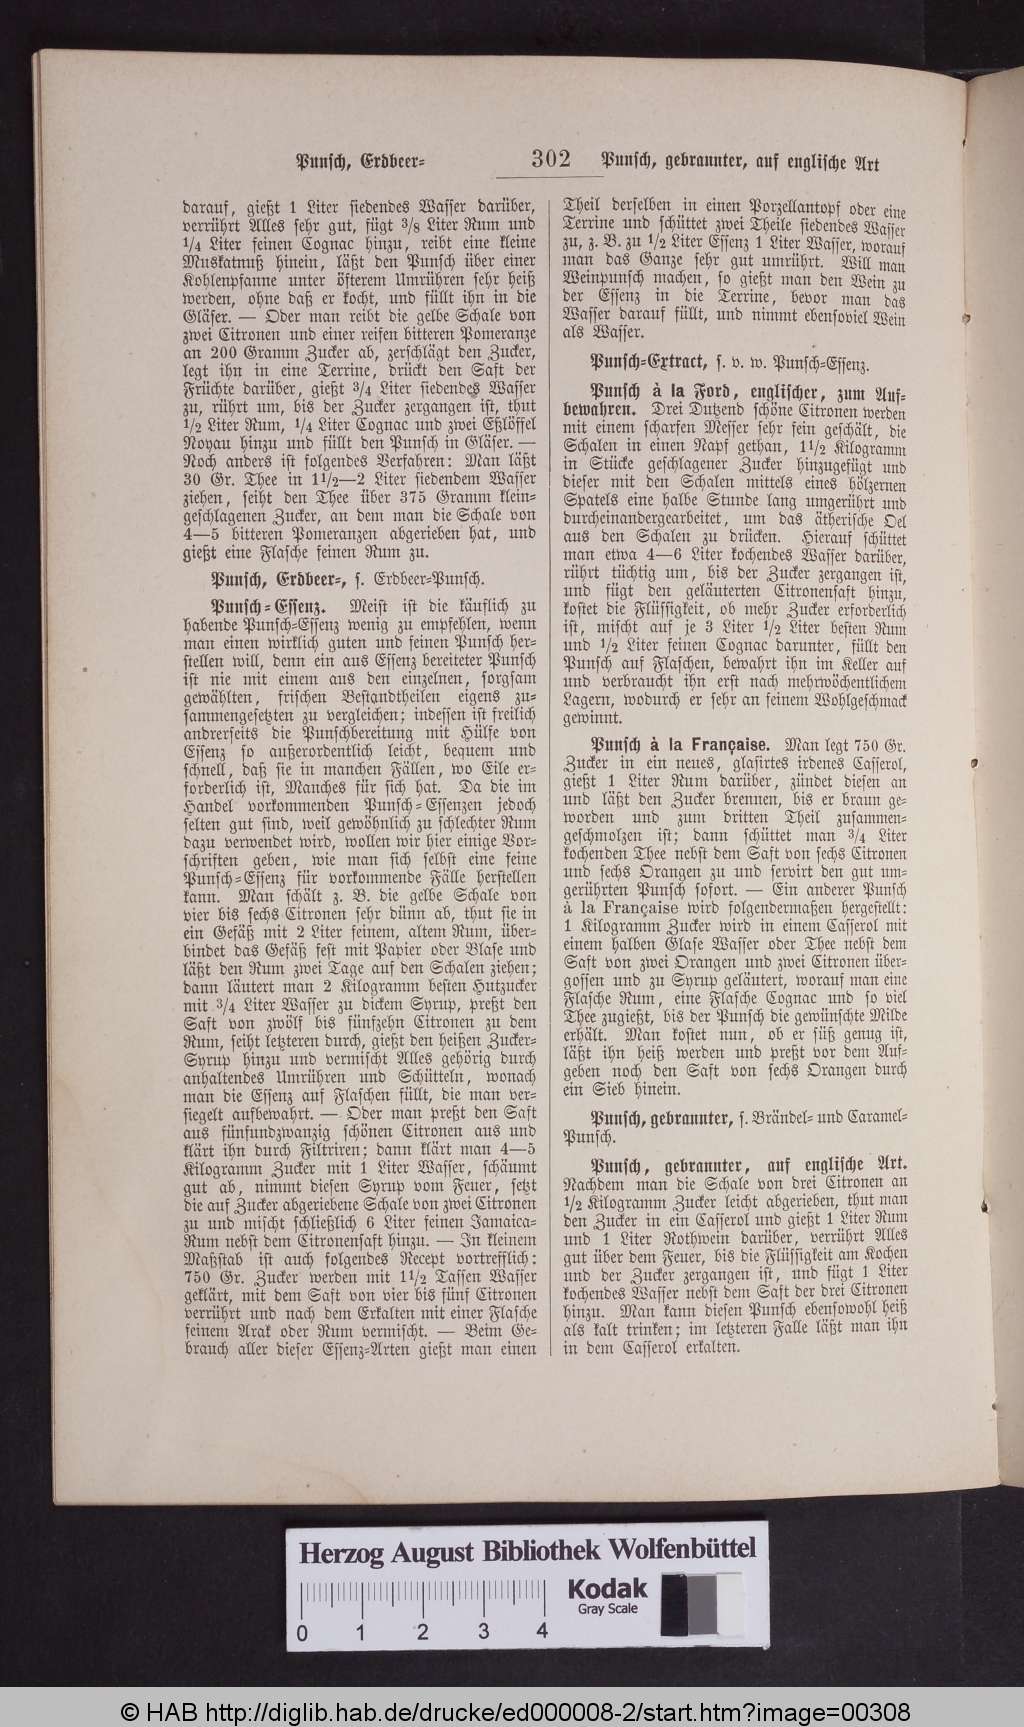 Punsch, Erdbeer=
302
Punsch, gebrannter, auf englische Art
darauf, gießt 1 Liter siedendes Wasser darüber,
verrührt Alles sehr gut, fügt 3/8 Liter Rum und
1/4 Liter feinen Cognac hinzu, reibt eine kleine
Muskatnuß hinein, läßt den Punsch über einer
Kohlenpfanne unter öfterem Umrühren sehr heiß
werden, ohne daß er kocht, und füllt ihn in die
Gläser. — Oder man reibt die gelbe Schale von
zwei Citronen und einer reifen bitteren Pomeranze
an 200 Gramm Zucker ab, zerschlägt den Zucker,
legt ihn in eine Terrine, drückt den Saft der
Früchte darüber, gießt 3/4 Liter siedendes Wasser
zu, rührt um, bis der Zucker zergangen ist, thut
1/2 Liter Rum, 1/4 Liter Cognac und zwei Eßlöffel
Noyau hinzu und füllt den Punsch in Gläser. —
Noch anders ist folgendes Verfahren: Man läßt
30 Gr. Thee in 1 1/2—2 Liter siedendem Wasser
ziehen, seiht den Thee über 375 Gramm klein=
geschlagenen Zucker, an dem man die Schale von
4—5 bitteren Pomeranzen abgerieben hat, und
gießt eine Flasche feinen Rum zu.
Punsch, Erdbeer=, s. Erdbeer=Punsch.
Punsch=Essenz. Meist ist die käuflich zu
habende Punsch=Essenz wenig zu empfehlen, wenn
man einen wirklich guten und feinen Punsch her=
stellen will, denn ein aus Essenz bereiteter Punsch
ist nie mit einem aus den einzelnen, sorgsam
gewählten, frischen Bestandtheilen eigens zu=
sammengesetzten zu vergleichen; indessen ist freilich
andrerseits die Punschbereitung mit Hülfe von
Essenz so außerordentlich leicht, bequem und
schnell, daß sie in manchen Fällen, wo Eile er=
forderlich ist, Manches für sich hat. Da die im
Handel vorkommenden Punsch=Essenzen jedoch
selten gut sind, weil gewöhnlich zu schlechter Rum
dazu verwendet wird, wollen wir hier einige Vor=
schriften geben, wie man sich selbst eine feine
Punsch=Essenz für vorkommende Fälle herstellen
kann. Man schält z. B. die gelbe Schale von
vier bis sechs Citronen sehr dünn ab, thut sie in
ein Gefäß mit 2 Liter feinem, altem Rum, über=
bindet das Gefäß fest mit Papier oder Blase und
läßt den Rum zwei Tage auf den Schalen ziehen;
dann läutert man 2 Kilogramm besten Hutzucker
mit 3/4 Liter Wasser zu dickem Syrup, preßt den
Saft von zwölf bis fünfzehn Citronen zu dem
Rum, seiht letzteren durch, gießt den heißen Zucker=
Syrup hinzu und vermischt Alles gehörig durch
anhaltendes Umrühren und Schütteln, wonach
man die Essenz auf Flaschen füllt, die man ver=
siegelt aufbewahrt. — Oder man preßt den Saft
aus fünfundzwanzig schönen Citronen aus und
klärt ihn durch Filtriren; dann klärt man 4—5
Kilogramm Zucker mit 1 Liter Wasser, schäumt
gut ab, nimmt diesen Syrup vom Feuer, setzt
die auf Zucker abgeriebene Schale von zwei Citronen
zu und mischt schließlich 6 Liter feinen Jamaica=
Rum nebst dem Citronensaft hinzu. — In kleinem
Maßstab ist auch folgendes Recept vortrefflich:
750 Gr. Zucker werden mit 1 1/2 Tassen Wasser
geklärt, mit dem Saft von vier bis fünf Citronen
verrührt und nach dem Erkalten mit einer Flasche
feinem Arak oder Rum vermischt. — Beim Ge=
brauch aller dieser Essenz=Arten gießt man einen
Theil derselben in einen Porzellantopf oder eine
Terrine und schüttet zwei Theile siedendes Wasser
zu, z. B. zu 1/2 Liter Essenz 1 Liter Wasser, worauf
man das Ganze sehr gut umrührt. Will man
Weinpunsch machen, so gießt man den Wein zu
der Essenz in die Terrine, bevor man das
Wasser darauf füllt, und nimmt ebensoviel Wein
als Wasser.
Punsch=Extract, s. v. w. Punsch=Essenz.
Punsch à la Ford, englischer, zum Auf=
bewahren. Drei Dutzend schöne Citronen werden
mit einem scharfen Messer sehr fein geschält, die
Schalen in einen Napf gethan, 1 1/2 Kilogramm
in Stücke geschlagener Zucker hinzugefügt und
dieser mit den Schalen mittels eines hölzernen
Spatels eine halbe Stunde lang umgerührt und
durcheinandergearbeitet, um das ätherische Oel
aus den Schalen zu drücken. Hierauf schüttet
man etwa 4—6 Liter kochendes Wasser darüber,
rührt tüchtig um, bis der Zucker zergangen ist,
und fügt den geläuterten Citronensaft hinzu,
kostet die Flüssigkeit, ob mehr Zucker erforderlich
ist, mischt auf je 3 Liter 1/2 Liter besten Rum
und 1/2 Liter feinen Cognac darunter, füllt den
Punsch auf Flaschen, bewahrt ihn im Keller auf
und verbraucht ihn erst nach mehrwöchentlichem
Lagern, wodurch er sehr an feinem Wohlgeschmack
gewinnt.
Punsch à la Française. Man legt 750 Gr.
Zucker in ein neues, glasirtes irdenes Casserol,
gießt 1 Liter Rum darüber, zündet diesen an
und läßt den Zucker brennen, bis er braun ge=
worden und zum dritten Theil zusammen=
geschmolzen ist; dann schüttet man 3/4 Liter
kochenden Thee nebst dem Saft von sechs Citronen
und sechs Orangen zu und servirt den gut um=
gerührten Punsch sofort. — Ein anderer Punsch
à la Française wird folgendermaßen hergestellt:
1 Kilogramm Zucker wird in einem Casserol mit
einem halben Glase Wasser oder Thee nebst dem
Saft von zwei Orangen und zwei Citronen über=
gossen und zu Syrup geläutert, worauf man eine
Flasche Rum, eine Flasche Cognac und so viel
Thee zugießt, bis der Punsch die gewünschte Milde
erhält. Man kostet nun, ob er süß genug ist,
läßt ihn heiß werden und preßt vor dem Auf=
geben noch den Saft von sechs Orangen durch
ein Sieb hinein.
Punsch, gebrannter, s. Brändel= und Caramel=
Punsch.
Punsch, gebrannter, auf englische Art.
Nachdem man die Schale von drei Citronen an
1/2 Kilogramm Zucker leicht abgerieben, thut man
den Zucker in ein Casserol und gießt 1 Liter Rum
und 1 Liter Rothwein darüber, verrührt Alles
gut über dem Feuer, bis die Flüssigkeit am Kochen
und der Zucker zergangen ist, und fügt 1 Liter
kochendes Wasser nebst dem Saft der drei Citronen
hinzu. Man kann diesen Punsch ebensowohl heiß
als kalt trinken; im letzteren Falle läßt man ihn
in dem Casserol erkalten.
Herzog August Bibliothek Wolfenbüttel
Kodak
Gray Scale
0 1 2 3 4
© HAB http://diglib.hab.de/drucke/ed000008-2/start.htm?image=00308